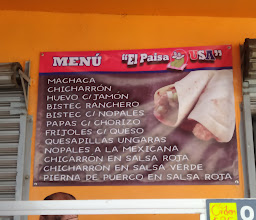 MENÚ
"El Paisa USA"
MACHACA
CHICHARRÓN
HUEVO C/JAMÓN
BISTEC RANCHERO
BISTEC C/NOPALES
PAPAS C/CHORIZO
FRIJOLES C/QUESO
QUESADILLAS UNGARAS
NOPALES A LA MEXICANA
CHICARRÓN EN SALSA ROJA
CHICHARRÓN EN SALSA VERDE
PIERNA DE PUERCO EN SALSA ROJA